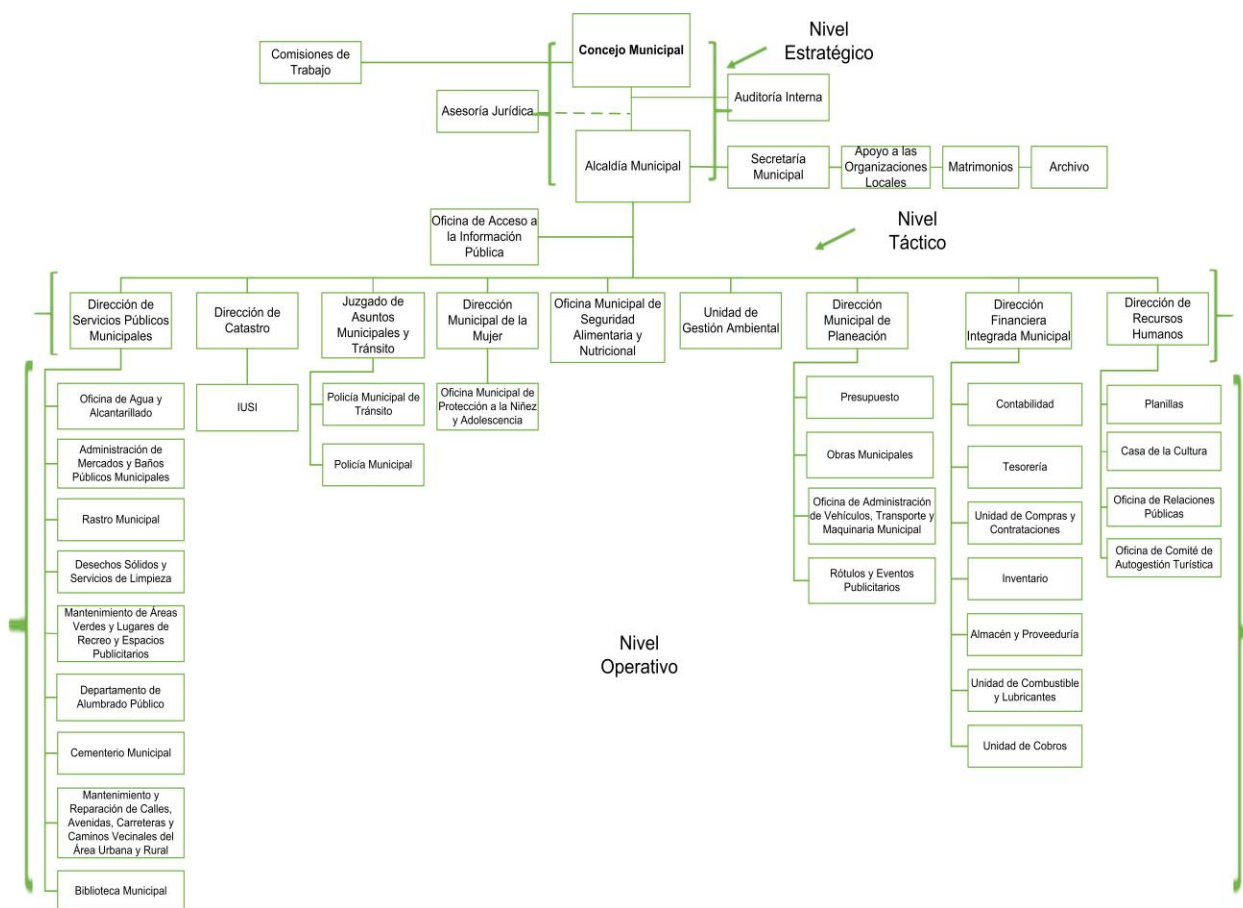 Concejo Municipal
Nivel
Estratégico
Comisiones de
Trabajo
Asesoría Jurídica
Auditoría Interna
Alcaldía Municipal
Secretaría
Municipal
Apoyo a las
Organizaciones
Locales
Matrimonios
Archivo
Oficina de Acceso a
la Información
Pública
Nivel
Táctico
Dirección de
Servicios Públicos
Municipales
Dirección de
Catastro
Juzgado de
Asuntos
Municipales y
Tránsito
Dirección
Municipal de la
Mujer
Oficina Municipal de
Seguridad
Alimentaria y
Nutricional
Unidad de
Gestión Ambiental
Dirección
Municipal de
Planeación
Dirección
Financiera
Integrada Municipal
Dirección de
Recursos
Humanos
Oficina de Agua y
Alcantarillado
Administración de
Mercados y Baños
Públicos Municipales
Rastro Municipal
Desechos Sólidos y
Servicios de Limpieza
Mantenimiento de Áreas
Verdes y Lugares de
Recreo y Espacios
Publicitarios
Departamento de
Alumbrado Público
Cementerio Municipal
Mantenimiento y
Reparación de Calles,
Avenidas, Carreteras y
Caminos Vecinales del
Área Urbana y Rural
Biblioteca Municipal
IUSI
Policía Municipal de
Tránsito
Policía Municipal
Oficina Municipal de
Protección a la Niñez
y Adolescencia
Presupuesto
Obras Municipales
Oficina de Administración
de Vehículos, Transporte y
Maquinaria Municipal
Rótulos y Eventos
Publicitarios
Contabilidad
Tesorería
Unidad de Compras y
Contrataciones
Inventario
Almacén y Proveeduría
Unidad de Combustible
y Lubricantes
Unidad de Cobros
Planillas
Casa de la Cultura
Oficina de Relaciones
Públicas
Oficina de Comité de
Autogestión Turística
Nivel
Operativo